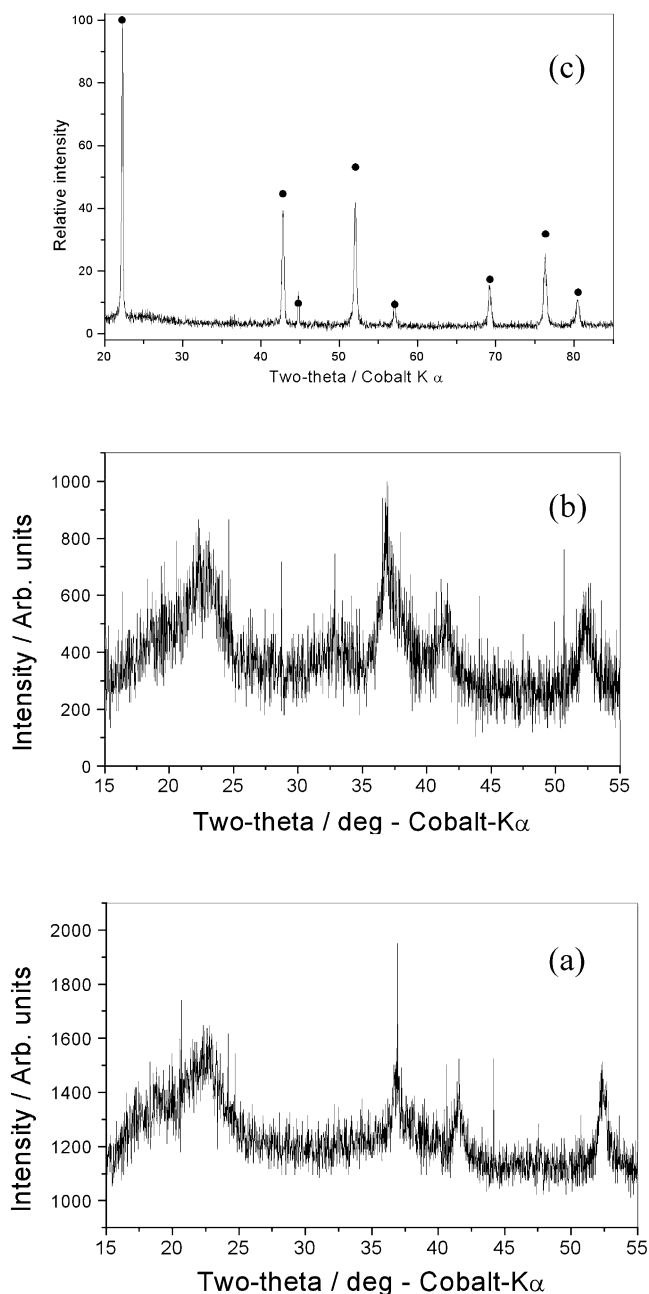 100
80
60
40
20
0
Relative intensity
(c)
20 30 40 50 60 70 80
Two-theta / Cobalt K α
1000
800
600
400
200
0
Intensity / Arb. units
(b)
15 20 25 30 35 40 45 50 55
Two-theta / deg - Cobalt-Kα
2000
1800
1600
1400
1200
1000
Intensity / Arb. units
(a)
15 20 25 30 35 40 45 50 55
Two-theta / deg - Cobalt-Kα